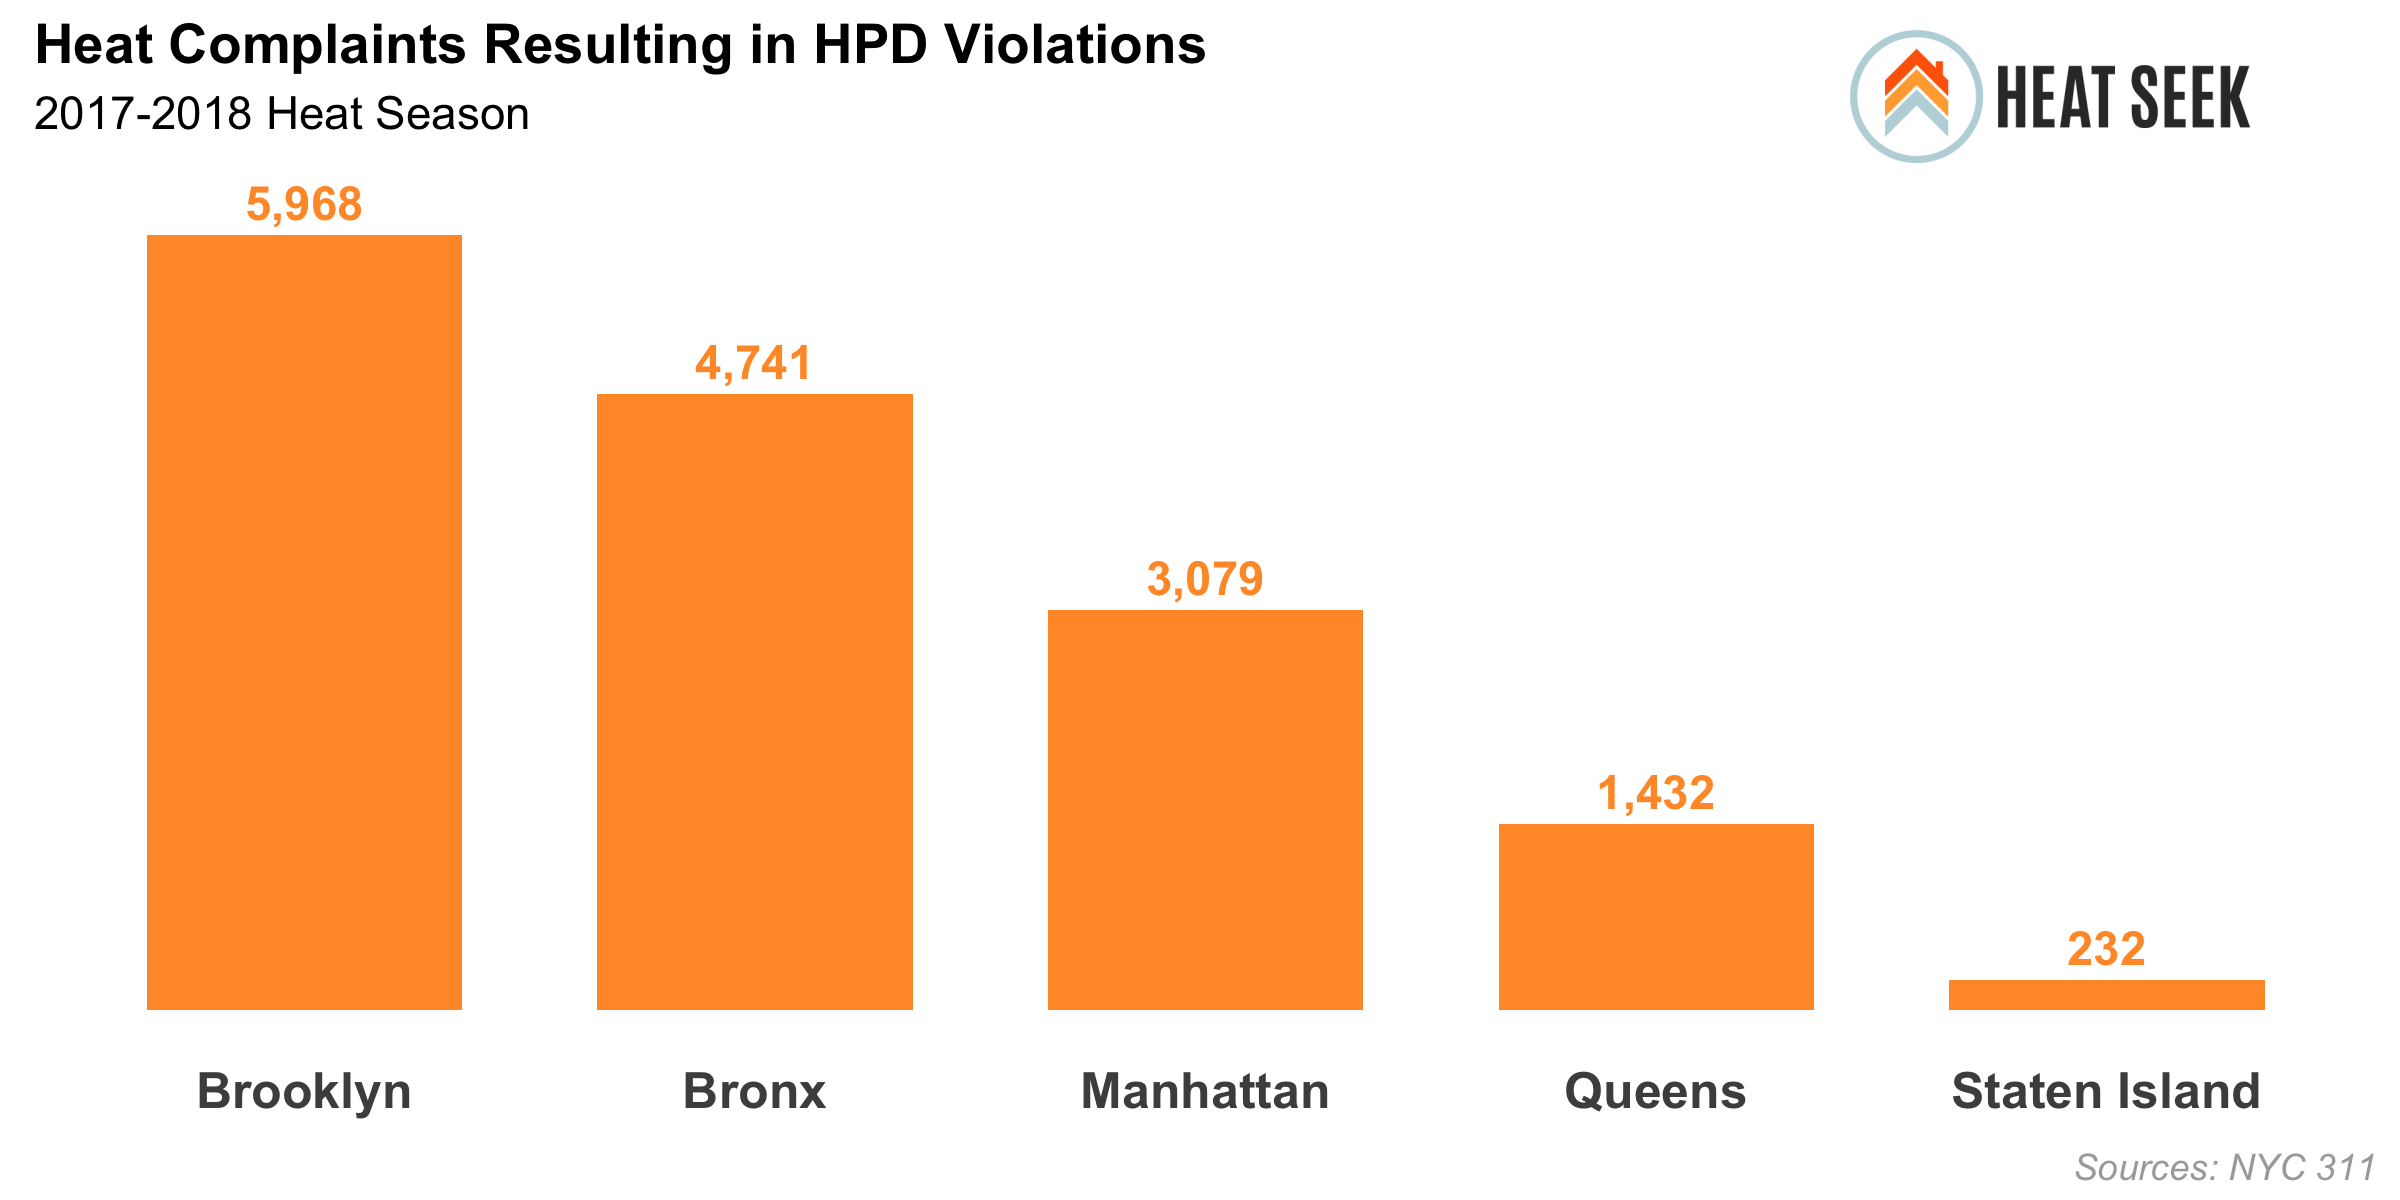 Heat Complaints Resulting in HPD Violations
2017-2018 Heat Season
HEAT SEEK
5,968
4,741
3,079
1,432
232
Brooklyn
Bronx
Manhattan
Queens
Staten Island
Sources: NYC 311